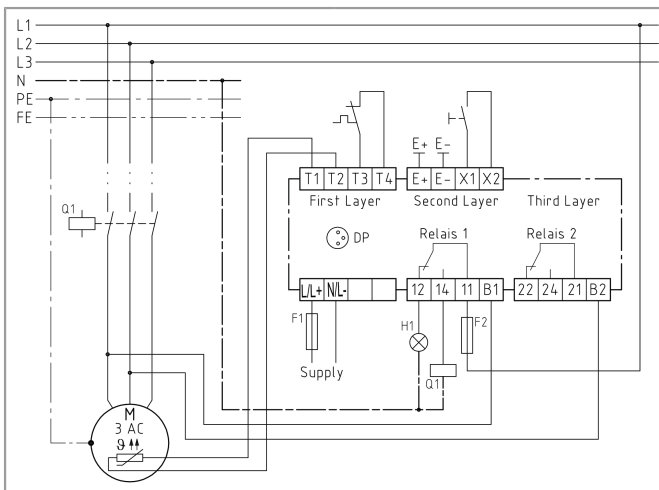 L1
L2
L3
N
PE
FE
E+ E-
T1 T2 T3 T4 E+ E- X1 X2
First Layer Second Layer Third Layer
Q1
DP Relais 1 Relais 2
L/L+ N/L- 12 14 11 B1 22 24 21 B2
F1 H1 F2
Supply Q1
M
3 AC
ϑ